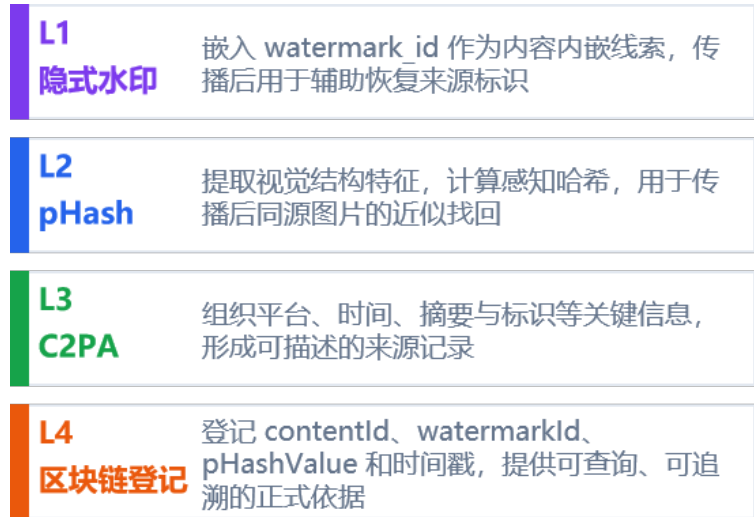 L1
隐式水印
嵌入 watermark_id 作为内容内嵌线索，传
播后用于辅助恢复来源标识
L2
pHash
提取视觉结构特征，计算感知哈希，用于传
播后同源图片的近似找回
L3
C2PA
组织平台、时间、摘要与标识等关键信息，
形成可描述的来源记录
L4
区块链登记
登记 contentId、watermarkId、
pHashValue 和时间戳，提供可查询、可追
溯的正式依据